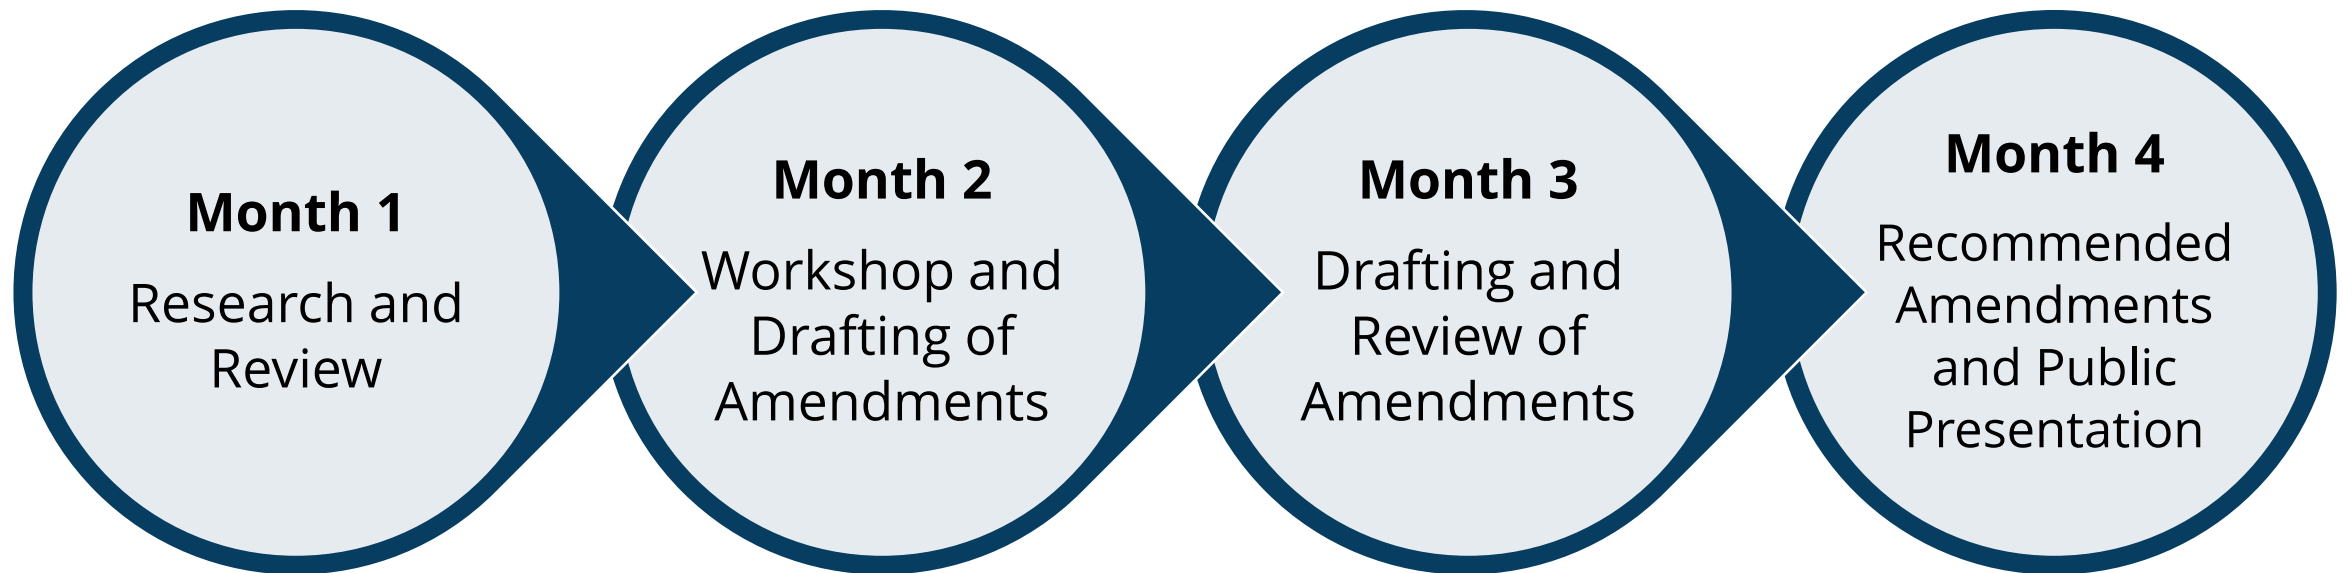 Month 1
Research and
Review
Month 2
Workshop and
Drafting of
Amendments
Month 3
Drafting and
Review of
Amendments
Month 4
Recommended
Amendments
and Public
Presentation